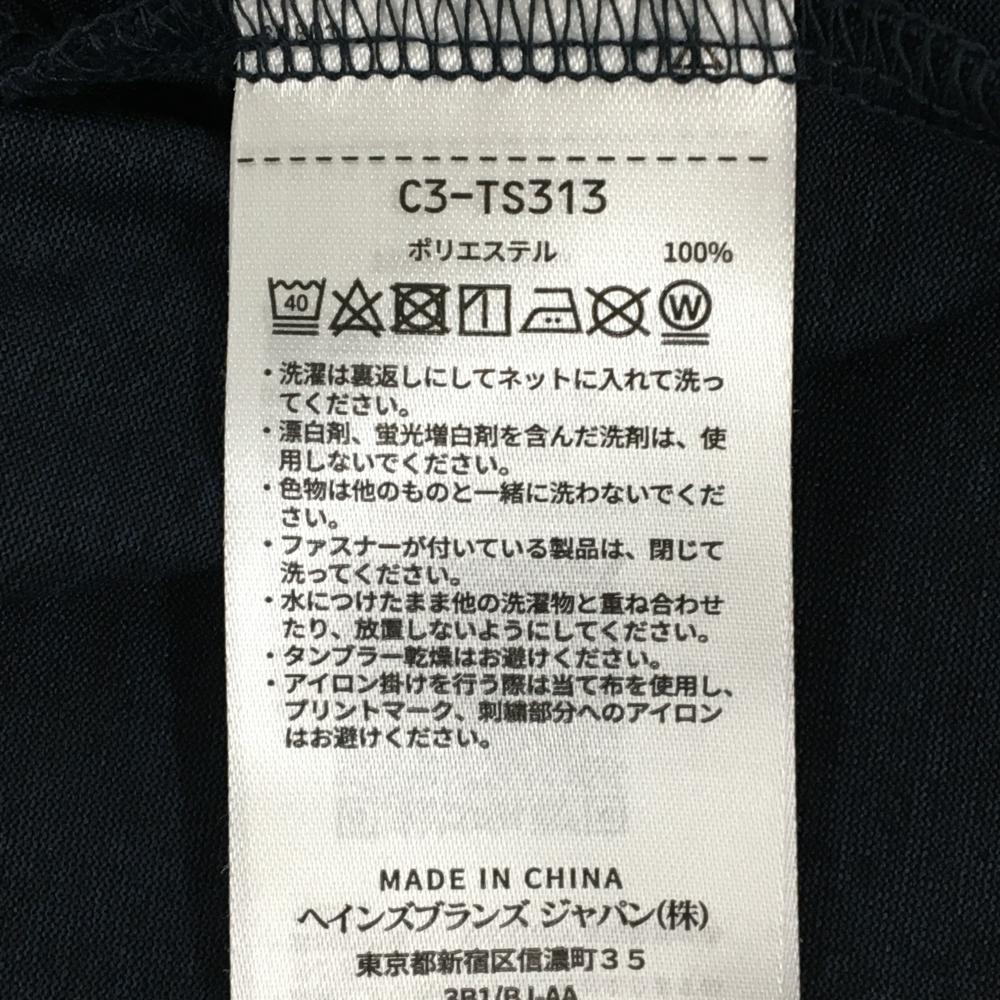 C3-TS313
ポリエステル 100%
40 W
・洗濯は裏返しにしてネットに入れて洗っ
てください。
・漂白剤、蛍光増白剤を含んだ洗剤は、使
用しないでください。
・色物は他のものと一緒に洗わないでくだ
さい。
・ファスナーが付いている製品は、閉じて
洗ってください。
・水につけたまま他の洗濯物と重ね合わせ
たり、放置しないようにしてください。
・タンブラー乾燥はお避けください。
・アイロン掛けを行う際は当て布を使用し、
プリントマーク、刺繍部分へのアイロン
はお避けください。
MADE IN CHINA
ヘインズブランズ ジャパン(株)
東京都新宿区信濃町35